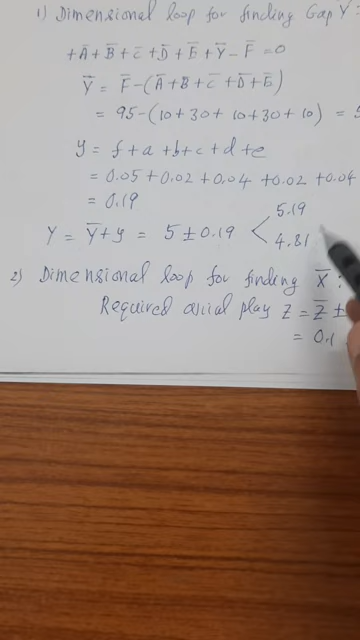 1) Dimensional loop for finding Gap Y:
+A̅ + B̅ + C̅ + D̅ + E̅ + Y̅ - F̅ = 0
Y̅ = F̅ - (A̅ + B̅ + C̅ + D̅ + E̅)
= 95 - (10 + 30 + 10 + 30 + 10) = 5
y = f + a + b + c + d + e
= 0.05 + 0.02 + 0.04 + 0.02 + 0.04
= 0.19
Y = Y̅ + y = 5 ± 0.19 < 5.19
4.81
2) Dimensional loop for finding X̅:
Required axial play Z = Z̅ ±
= 0.1